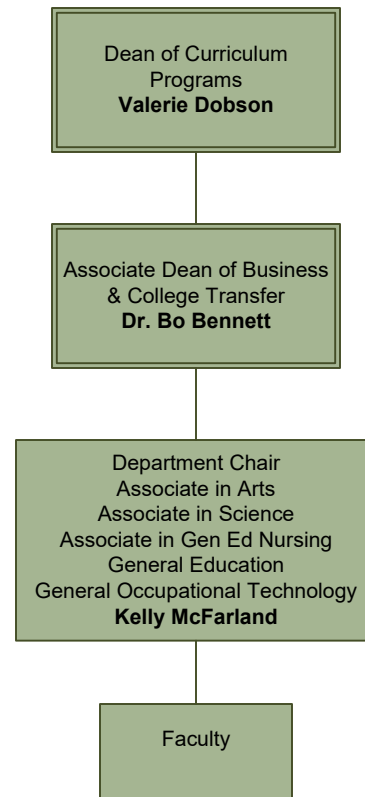 Dean of Curriculum
Programs
Valerie Dobson
Associate Dean of Business
& College Transfer
Dr. Bo Bennett
Department Chair
Associate in Arts
Associate in Science
Associate in Gen Ed Nursing
General Education
General Occupational Technology
Kelly McFarland
Faculty